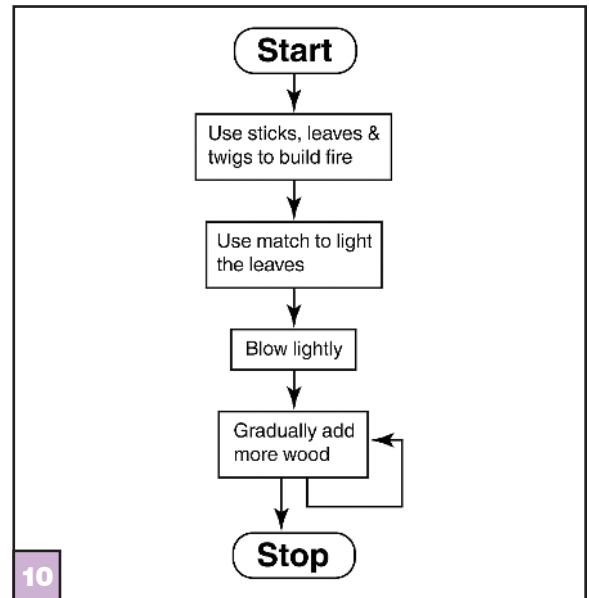 Start
Use sticks, leaves &
twigs to build fire
Use match to light
the leaves
Blow lightly
Gradually add
more wood
Stop
10